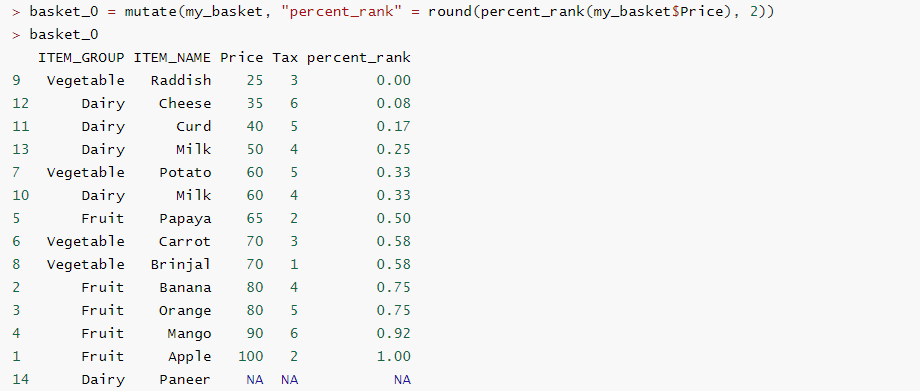 > basket_0 = mutate(my_basket, "percent_rank" = round(percent_rank(my_basket$Price), 2))
> basket_0
   ITEM_GROUP ITEM_NAME Price Tax percent_rank
9   Vegetable   Raddish    25   3         0.00
12      Dairy    Cheese    35   6         0.08
11      Dairy      Curd    40   5         0.17
13      Dairy      Milk    50   4         0.25
7   Vegetable    Potato    60   5         0.33
10      Dairy      Milk    60   4         0.33
5       Fruit    Papaya    65   2         0.50
6   Vegetable    Carrot    70   3         0.58
8   Vegetable   Brinjal    70   1         0.58
2       Fruit    Banana    80   4         0.75
3       Fruit    Orange    80   5         0.75
4       Fruit     Mango    90   6         0.92
1       Fruit     Apple   100   2         1.00
14      Dairy    Paneer    NA  NA           NA